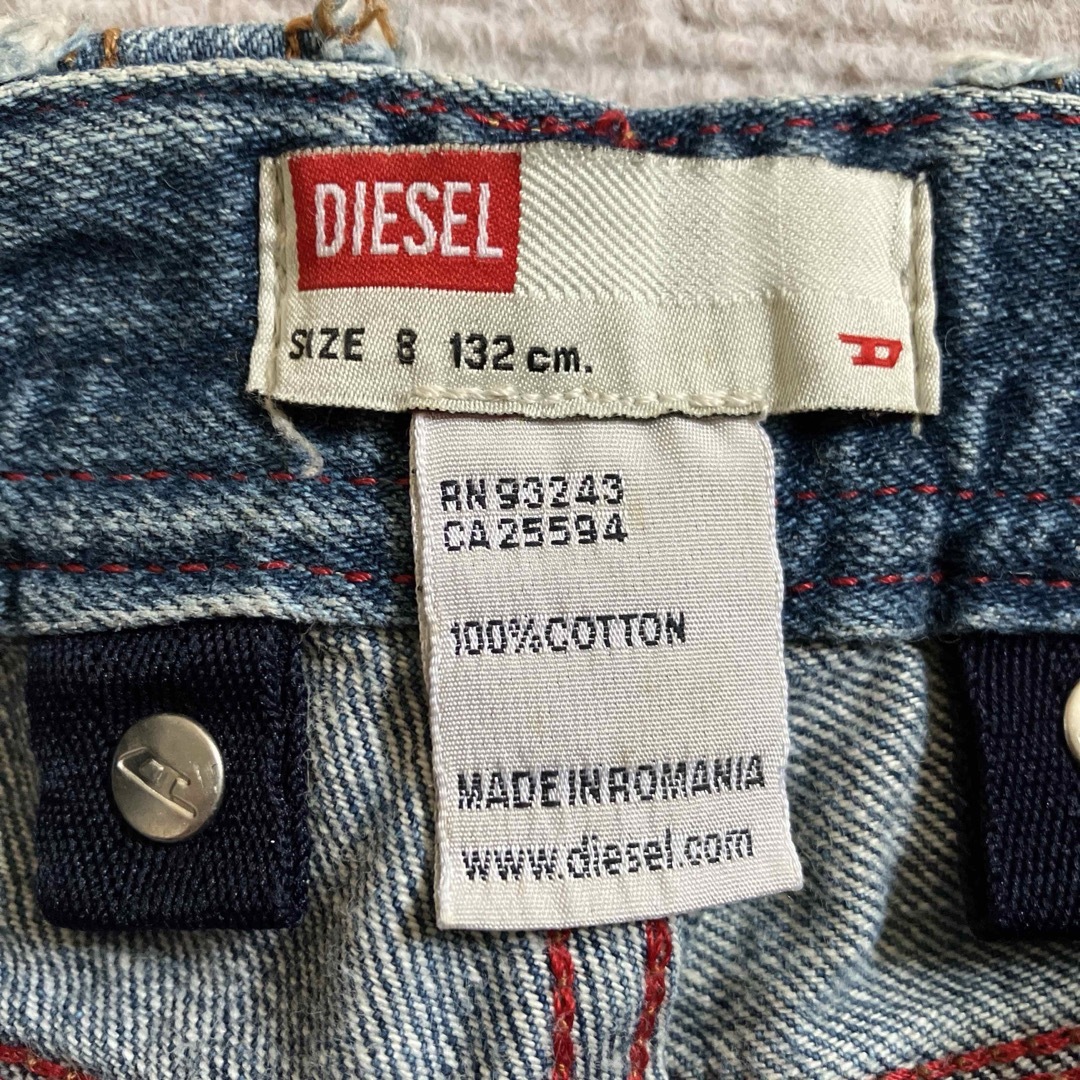 DIESEL
SIZE 8 132 cm.
RN 93243
CA 25594
100% COTTON
MADE IN ROMANIA
www.diesel.com